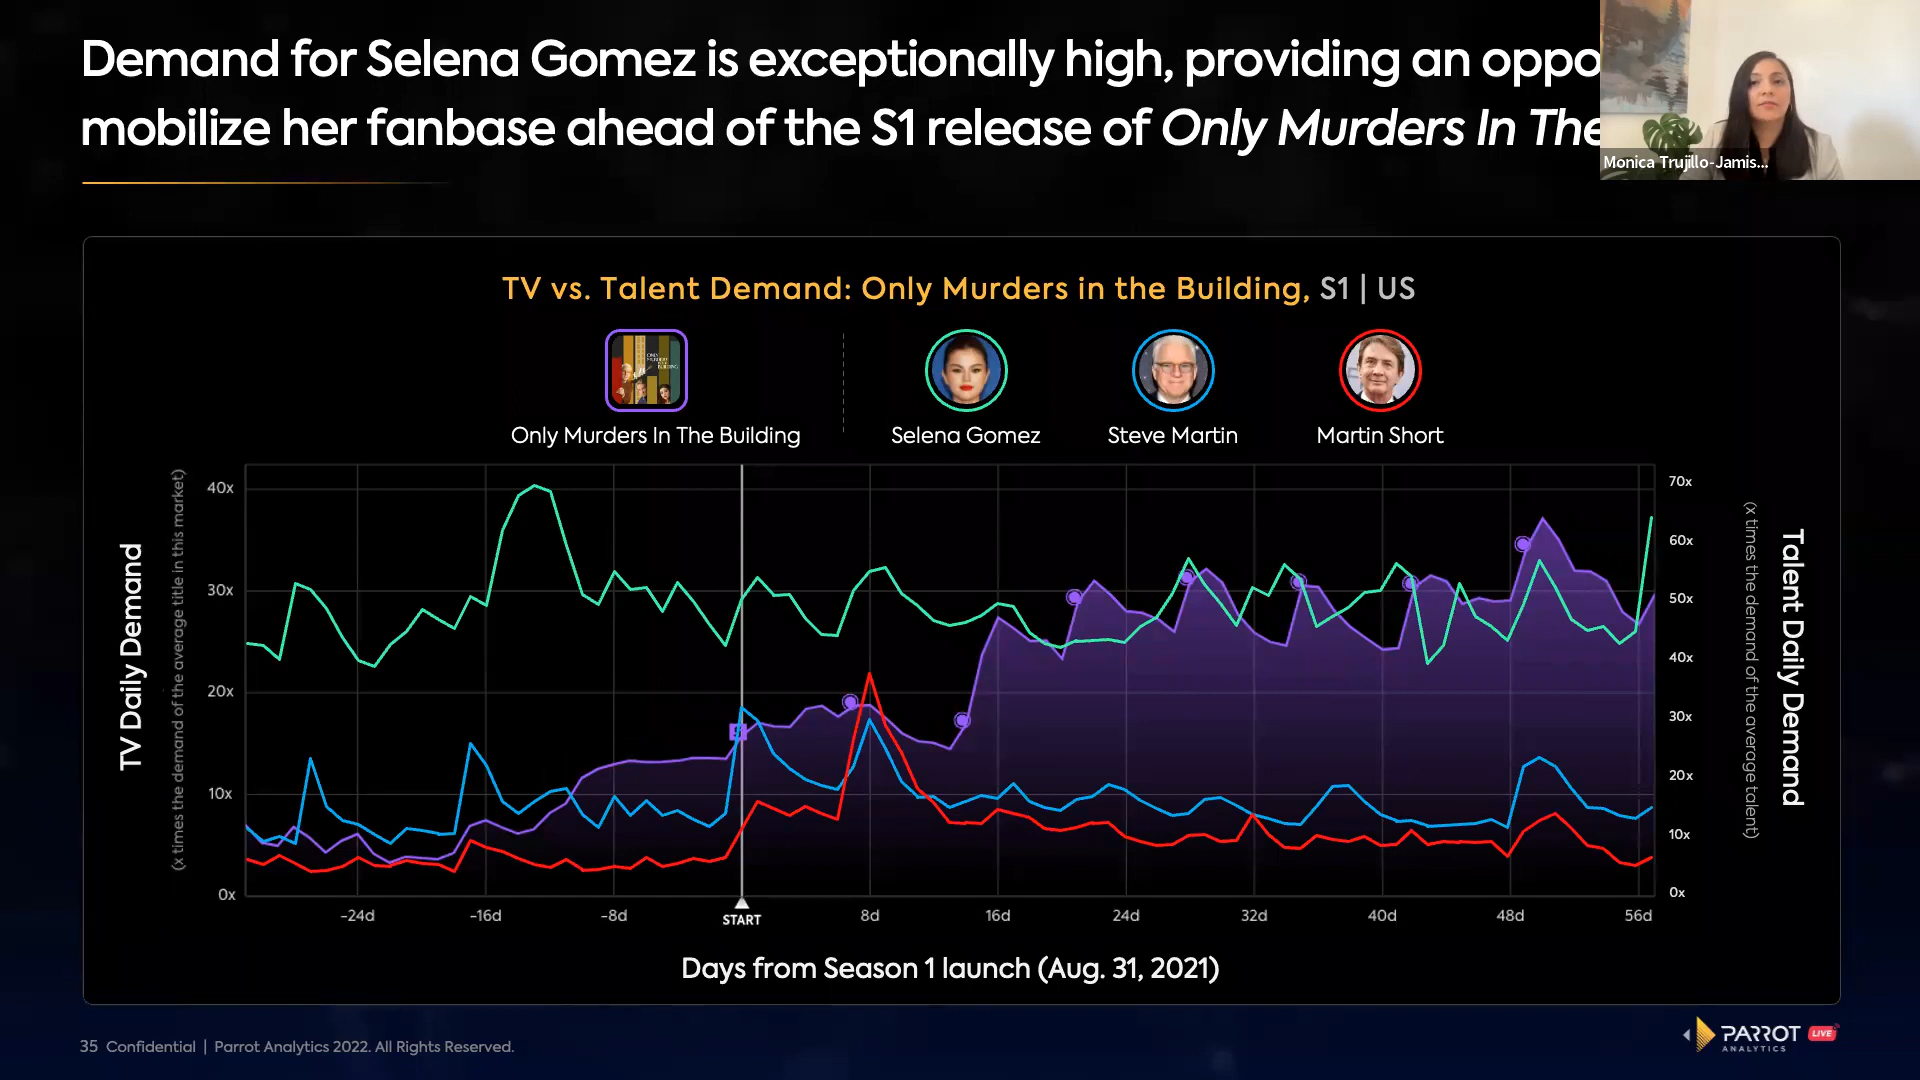 Demand for Selena Gomez is exceptionally high, providing an oppo
mobilize her fanbase ahead of the S1 release of Only Murders In The
Monica Trujillo-Jamis...
TV vs. Talent Demand: Only Murders in the Building, S1 | US
Only Murders In The Building
Selena Gomez
Steve Martin
Martin Short
TV Daily Demand
(x times the demand of the average title in this market)
40x
30x
20x
10x
0x
70x
60x
50x
40x
30x
20x
10x
0x
Talent Daily Demand
(x times the demand of the average talent)
-24d
-16d
-8d
START
8d
16d
24d
32d
40d
48d
56d
Days from Season 1 launch (Aug. 31, 2021)
35 Confidential | Parrot Analytics 2022. All Rights Reserved.
PARROT
ANALYTICS
LIVE